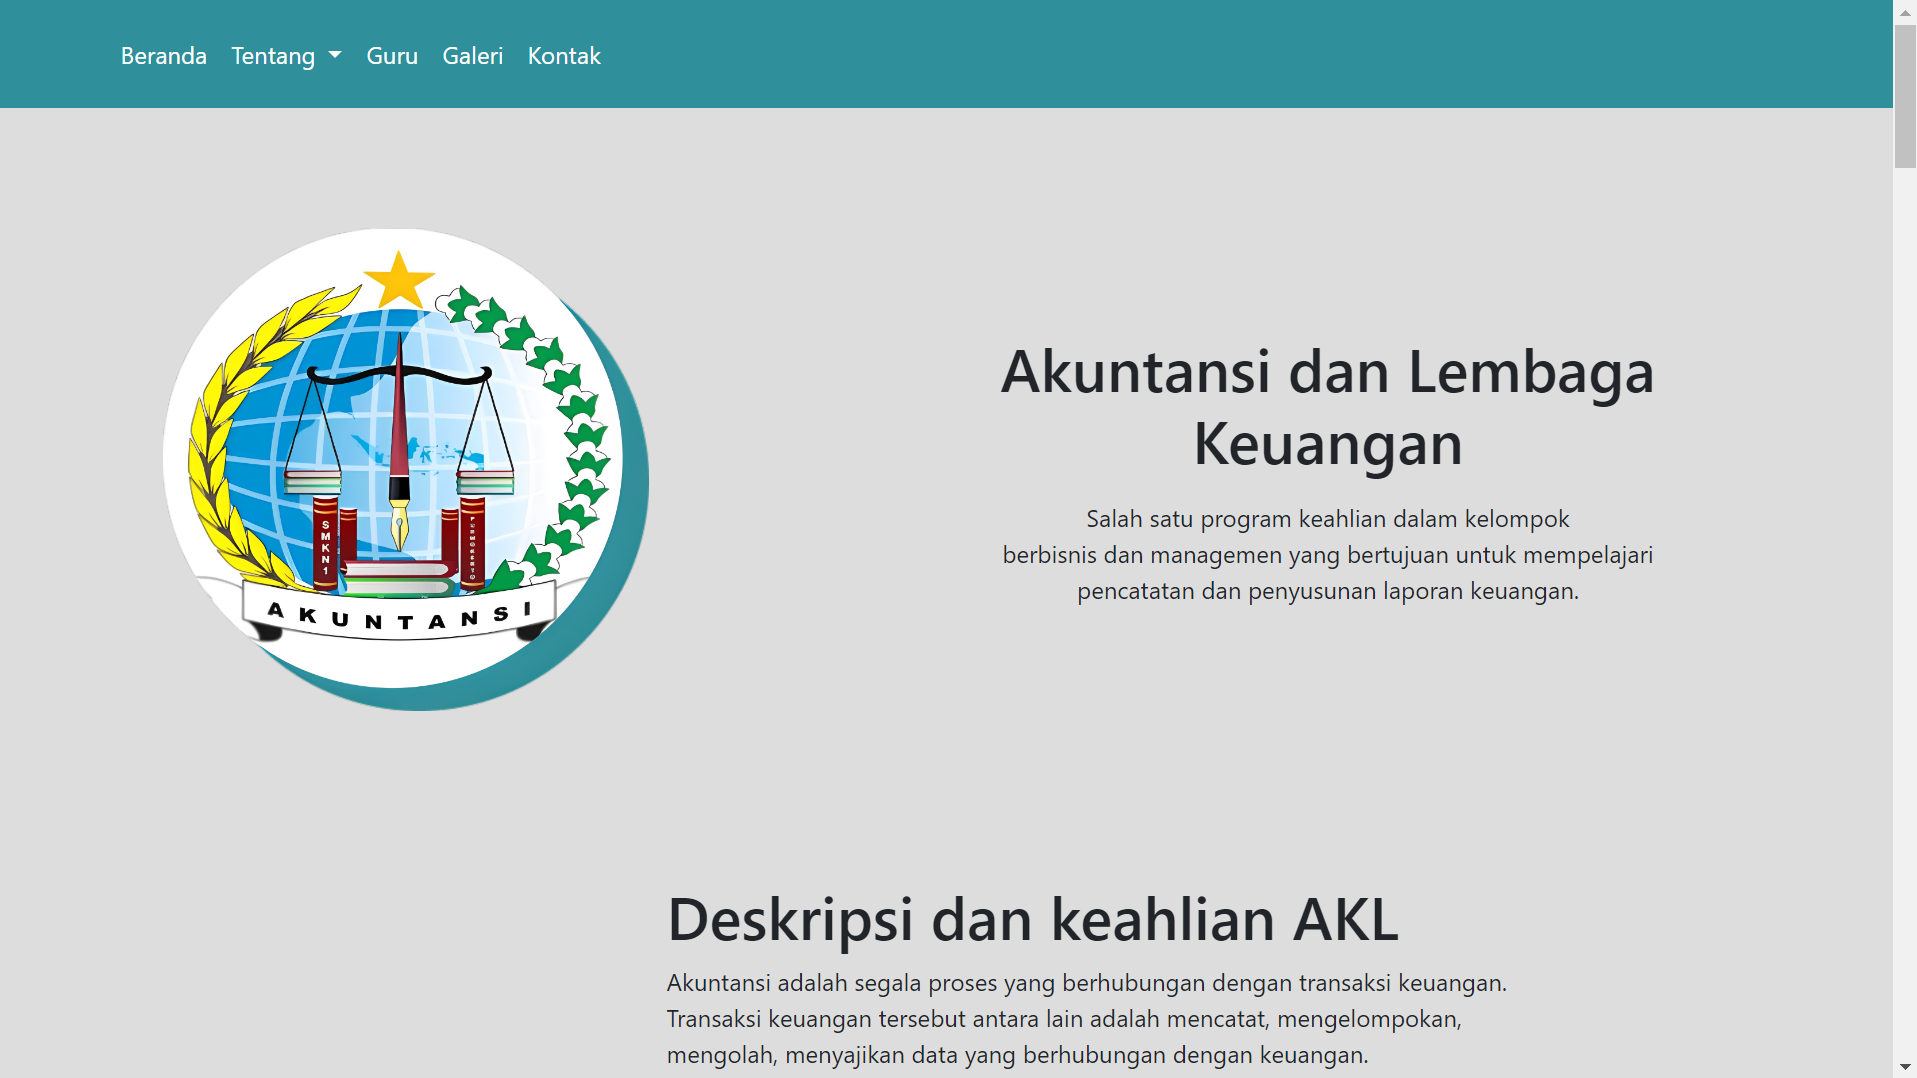 Beranda Tentang Guru Galeri Kontak
SMKN1
PURWOKERTO
AKUNTANSI
Akuntansi dan Lembaga
Keuangan
Salah satu program keahlian dalam kelompok
berbisnis dan managemen yang bertujuan untuk mempelajari
pencatatan dan penyusunan laporan keuangan.
Deskripsi dan keahlian AKL
Akuntansi adalah segala proses yang berhubungan dengan transaksi keuangan.
Transaksi keuangan tersebut antara lain adalah mencatat, mengelompokan,
mengolah, menyajikan data yang berhubungan dengan keuangan.